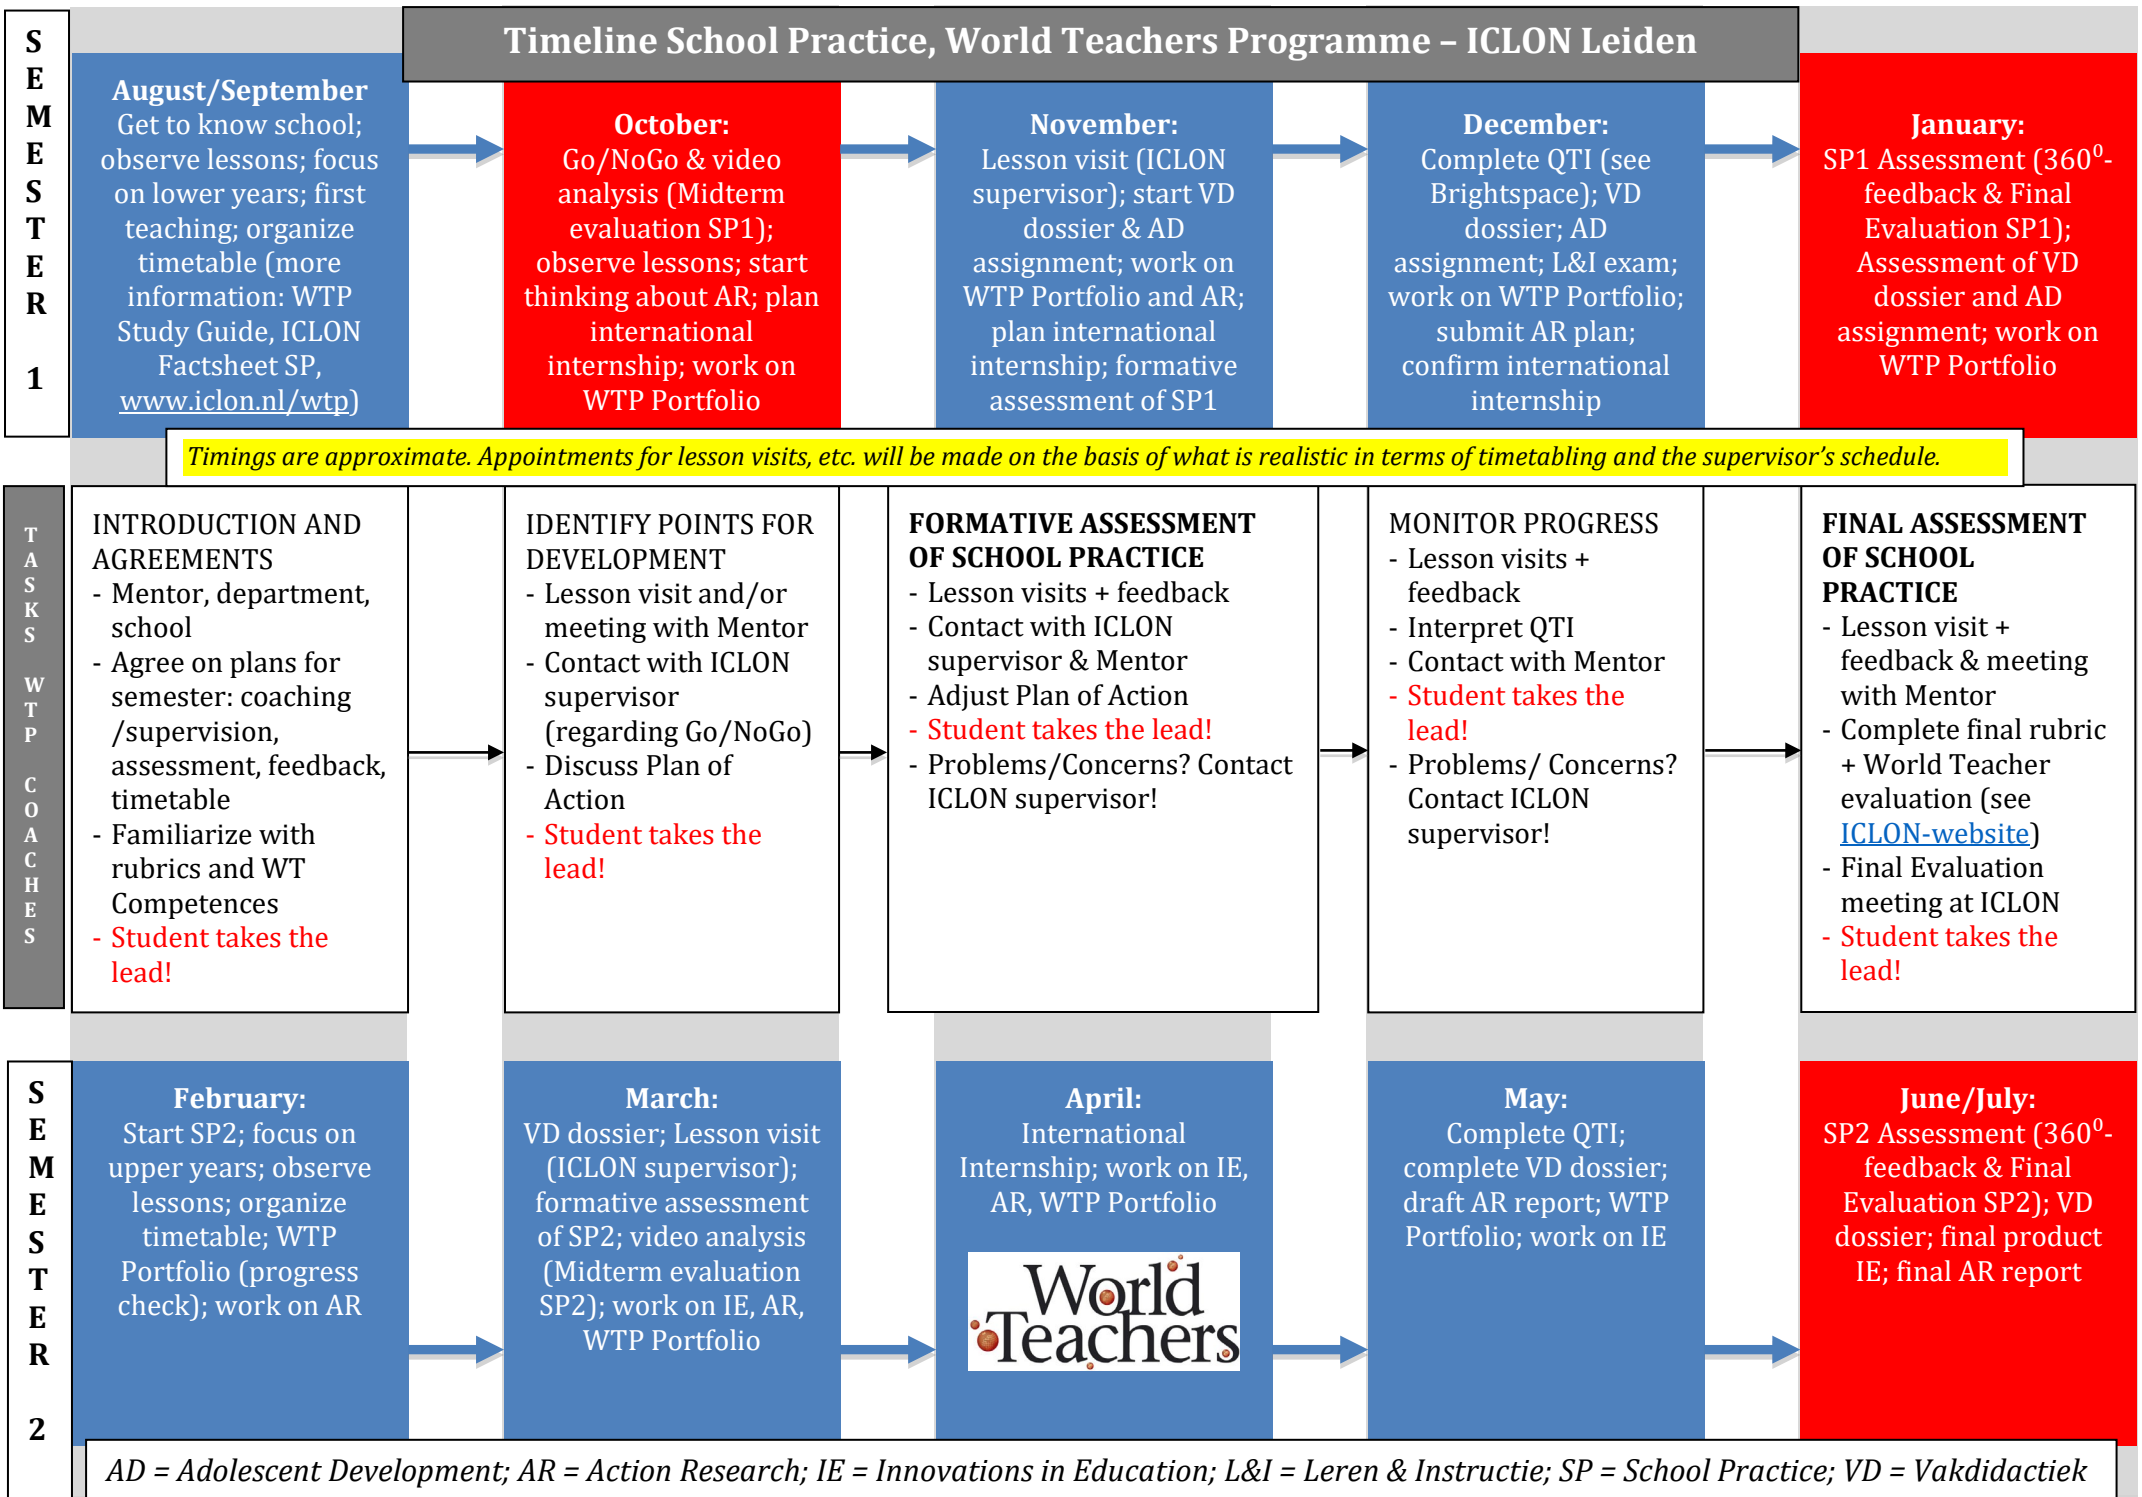 Timeline School Practice, World Teachers Programme – ICLON Leiden
SEMESTER 1
August/September
Get to know school;
observe lessons; focus
on lower years; first
teaching; organize
timetable (more
information: WTP
Study Guide, ICLON
Factsheet SP,
www.iclon.nl/wtp)
October:
Go/NoGo & video
analysis (Midterm
evaluation SP1);
observe lessons; start
thinking about AR; plan
international
internship; work on
WTP Portfolio
November:
Lesson visit (ICLON
supervisor); start VD
dossier & AD
assignment; work on
WTP Portfolio and AR;
plan international
internship; formative
assessment of SP1
December:
Complete QTI (see
Brightspace); VD
dossier; AD
assignment; L&I exam;
work on WTP Portfolio;
submit AR plan;
confirm international
internship
January:
SP1 Assessment (360⁰-
feedback & Final
Evaluation SP1);
Assessment of VD
dossier and AD
assignment; work on
WTP Portfolio
Timings are approximate. Appointments for lesson visits, etc. will be made on the basis of what is realistic in terms of timetabling and the supervisor's schedule.
TASKS WTP COACHES
INTRODUCTION AND
AGREEMENTS
- Mentor, department,
school
- Agree on plans for
semester: coaching
/supervision,
assessment, feedback,
timetable
- Familiarize with
rubrics and WT
Competences
- Student takes the
lead!
IDENTIFY POINTS FOR
DEVELOPMENT
- Lesson visit and/or
meeting with Mentor
- Contact with ICLON
supervisor
(regarding Go/NoGo)
- Discuss Plan of
Action
- Student takes the
lead!
FORMATIVE ASSESSMENT
OF SCHOOL PRACTICE
- Lesson visits + feedback
- Contact with ICLON
supervisor & Mentor
- Adjust Plan of Action
- Student takes the lead!
- Problems/Concerns? Contact
ICLON supervisor!
MONITOR PROGRESS
- Lesson visits +
feedback
- Interpret QTI
- Contact with Mentor
- Student takes the
lead!
- Problems/ Concerns?
Contact ICLON
supervisor!
FINAL ASSESSMENT
OF SCHOOL
PRACTICE
- Lesson visit +
feedback & meeting
with Mentor
- Complete final rubric
+ World Teacher
evaluation (see
ICLON-website)
- Final Evaluation
meeting at ICLON
- Student takes the
lead!
SEMESTER 2
February:
Start SP2; focus on
upper years; observe
lessons; organize
timetable; WTP
Portfolio (progress
check); work on AR
March:
VD dossier; Lesson visit
(ICLON supervisor);
formative assessment
of SP2; video analysis
(Midterm evaluation
SP2); work on IE, AR,
WTP Portfolio
April:
International
Internship; work on IE,
AR, WTP Portfolio
World
Teachers
May:
Complete QTI;
complete VD dossier;
draft AR report; WTP
Portfolio; work on IE
June/July:
SP2 Assessment (360⁰-
feedback & Final
Evaluation SP2); VD
dossier; final product
IE; final AR report
AD = Adolescent Development; AR = Action Research; IE = Innovations in Education; L&I = Leren & Instructie; SP = School Practice; VD = Vakdidactiek